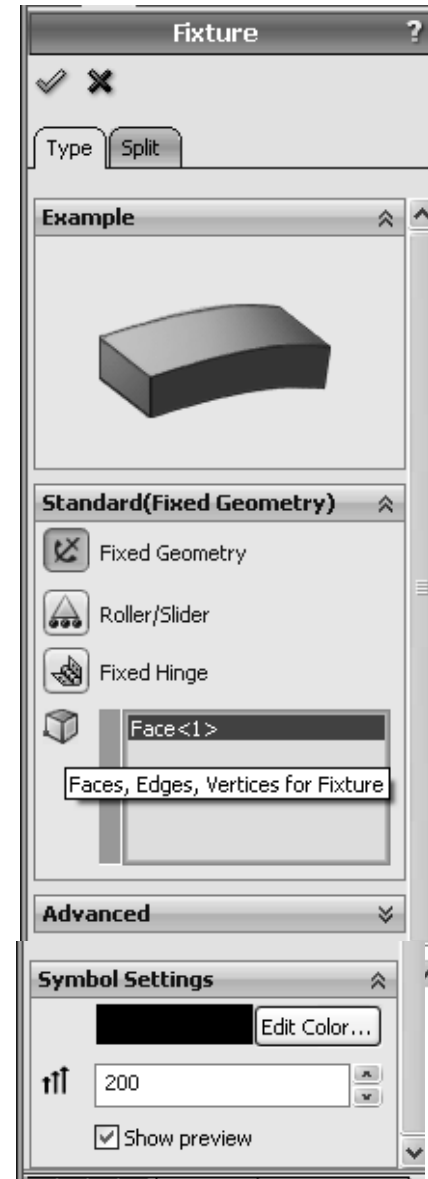 Fixture ?
Type Split
Example
Standard(Fixed Geometry)
Fixed Geometry
Roller/Slider
Fixed Hinge
Face<1>
Faces, Edges, Vertices for Fixture
Advanced
Symbol Settings
Edit Color...
200
Show preview